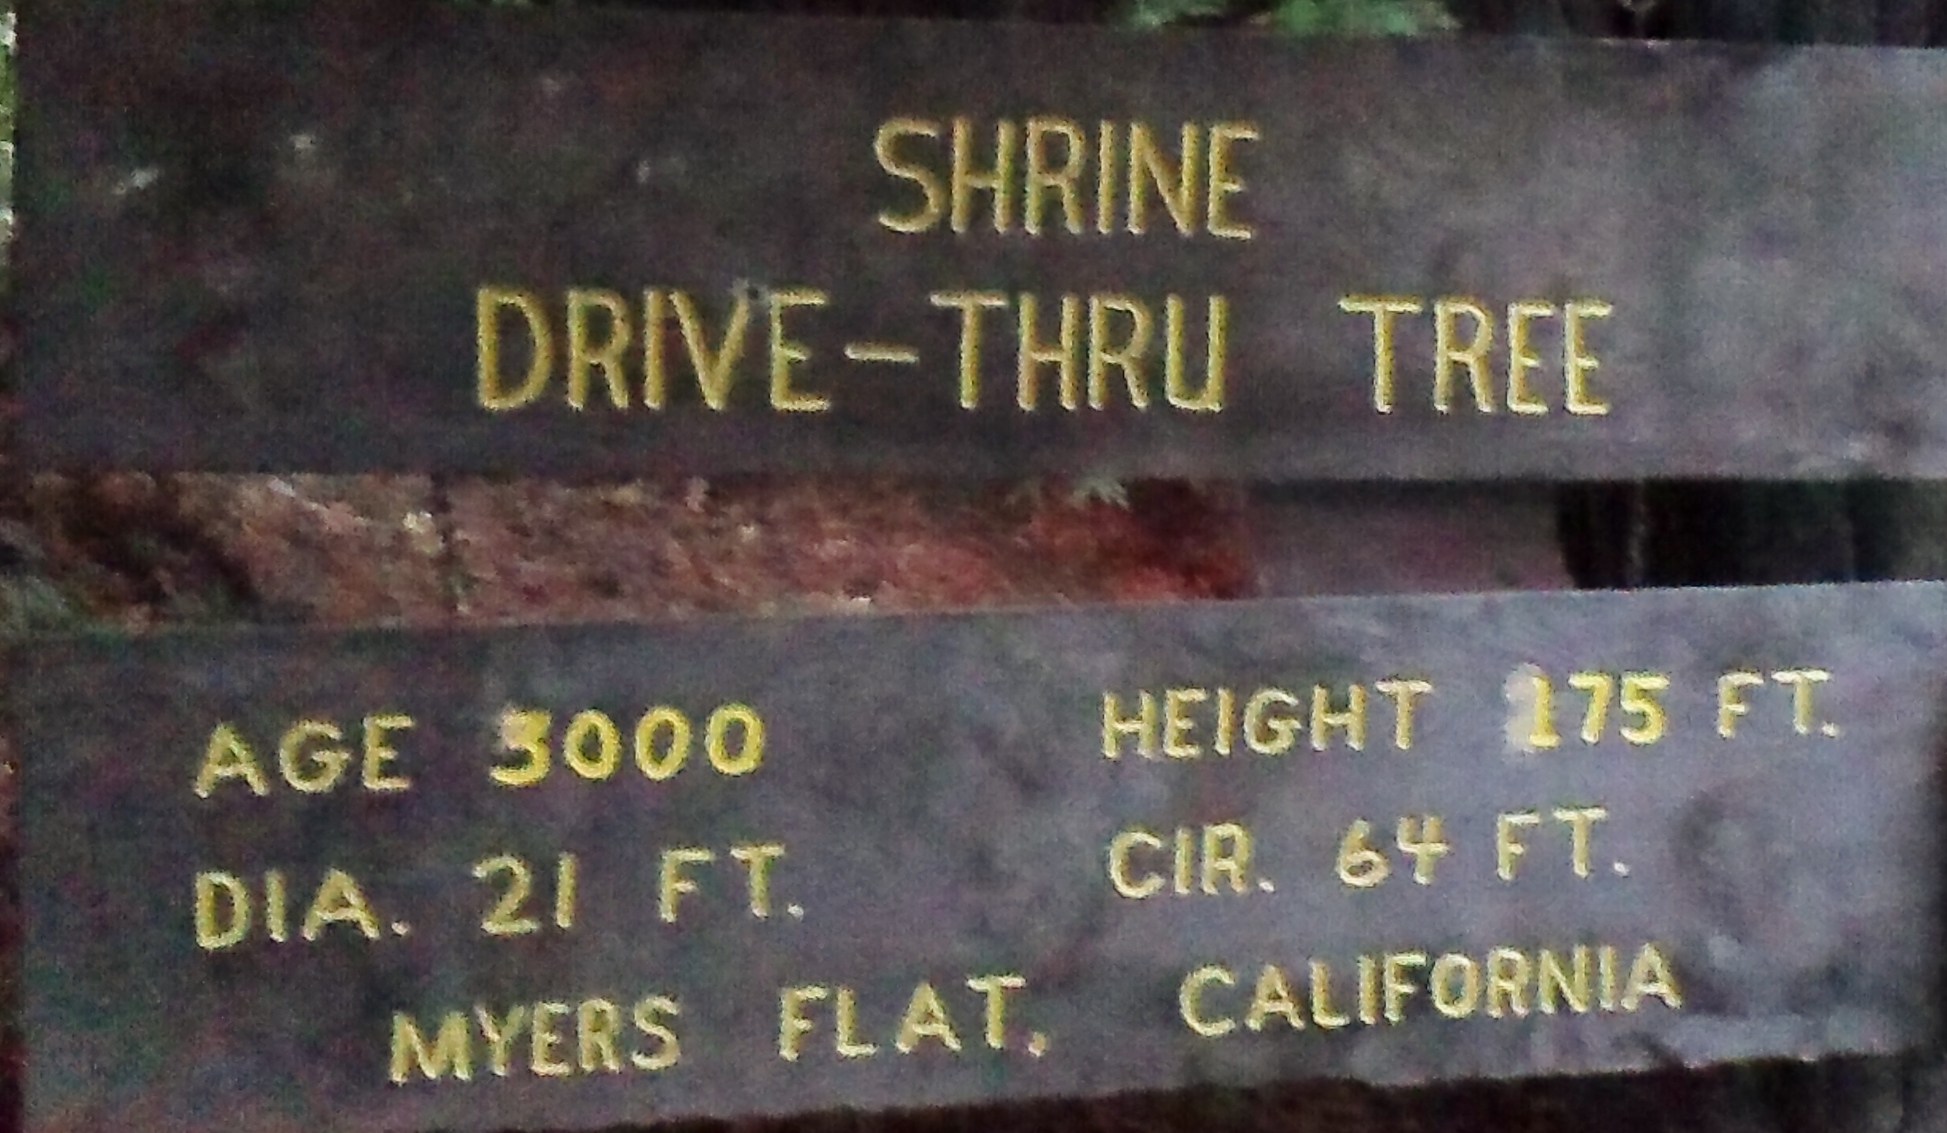 SHRINE
DRIVE-THRU TREE
AGE 3000 HEIGHT 175 FT.
DIA. 21 FT. CIR. 64 FT.
MYERS FLAT. CALIFORNIA